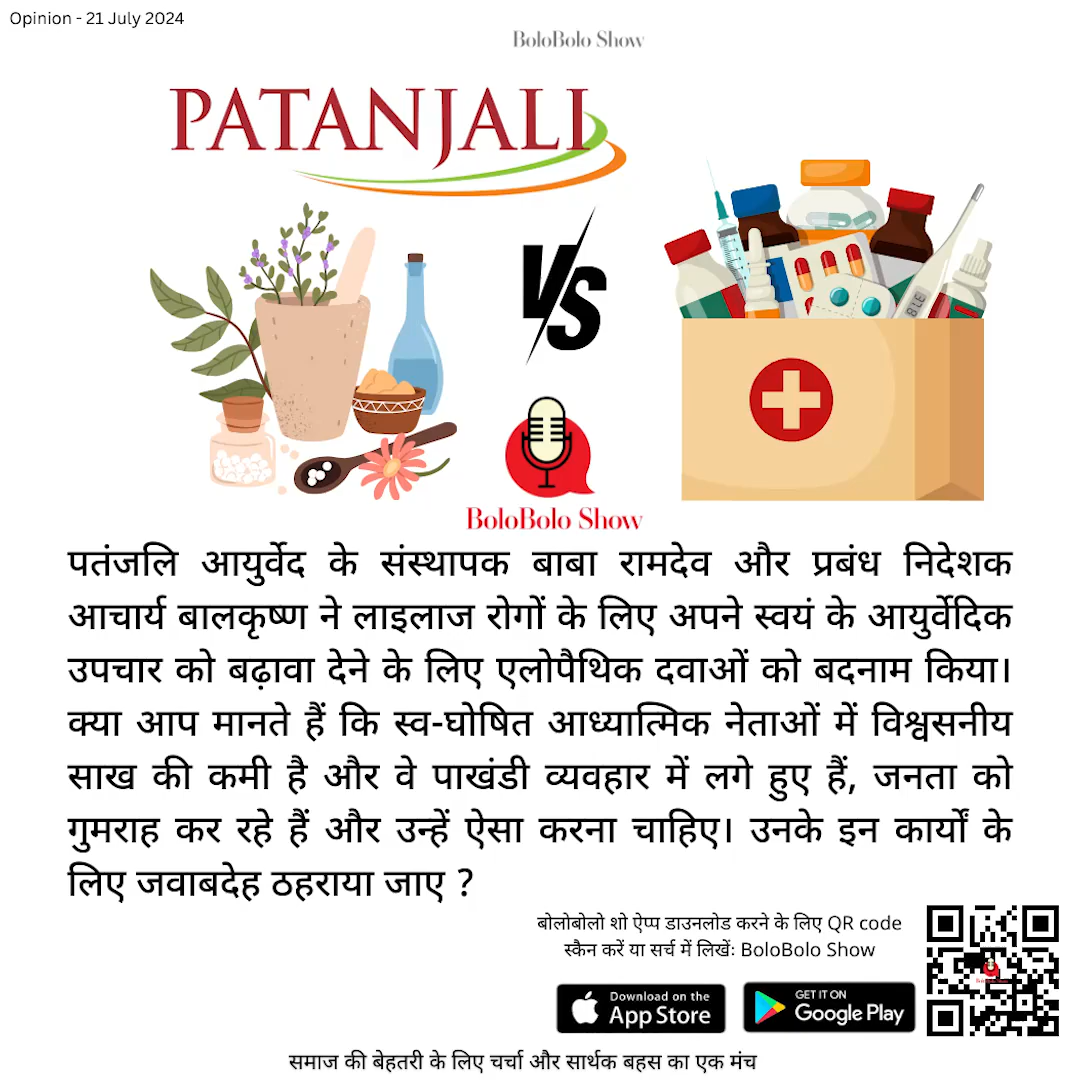 Opinion - 21 July 2024
BoloBolo Show
PATANJALI
VS
BoloBolo Show
पतंजलि आयुर्वेद के संस्थापक बाबा रामदेव और प्रबंध निदेशक
आचार्य बालकृष्ण ने लाइलाज रोगों के लिए अपने स्वयं के आयुर्वेदिक
उपचार को बढ़ावा देने के लिए एलोपैथिक दवाओं को बदनाम किया।
क्या आप मानते हैं कि स्व-घोषित आध्यात्मिक नेताओं में विश्वसनीय
साख की कमी है और वे पाखंडी व्यवहार में लगे हुए हैं, जनता को
गुमराह कर रहे हैं और उन्हें ऐसा करना चाहिए। उनके इन कार्यों के
लिए जवाबदेह ठहराया जाए ?
बोलोबोलो शो ऐप्प डाउनलोड करने के लिए QR code
स्कैन करें या सर्च में लिखें: BoloBolo Show
Download on the
App Store
GET IT ON
Google Play
समाज की बेहतरी के लिए चर्चा और सार्थक बहस का एक मंच